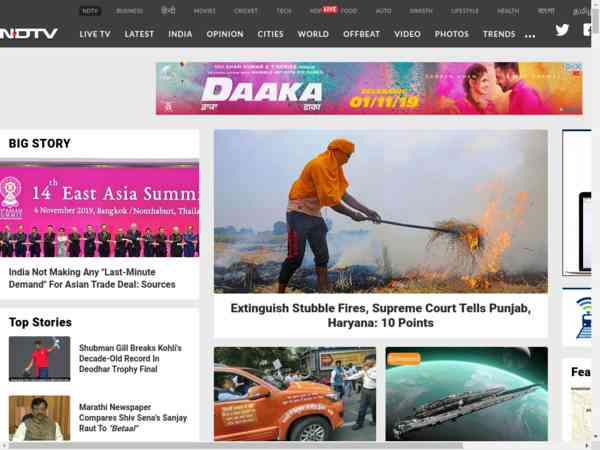 NDTV BUSINESS हिन्दी MOVIES CRICKET TECH HOP LIVE FOOD AUTO SWASTH LIFESTYLE HEALTH বাংলা தமிழ்
NDTV LIVE TV LATEST INDIA OPINION CITIES WORLD OFFBEAT VIDEO PHOTOS TRENDS ...
DAAKA
ਡਾਕਾ
ڈاکہ
01/11/19
BIG STORY
14th East Asia Summi
4 November 2019, Bangkok / Nonthaburi, Thaila
India Not Making Any "Last-Minute
Demand" For Asian Trade Deal: Sources
Extinguish Stubble Fires, Supreme Court Tells Punjab,
Haryana: 10 Points
Top Stories
Shubman Gill Breaks Kohli's
Decade-Old Record In
Deodhar Trophy Final
Marathi Newspaper
Compares Shiv Sena's Sanjay
Raut To "Betaal"
Fea